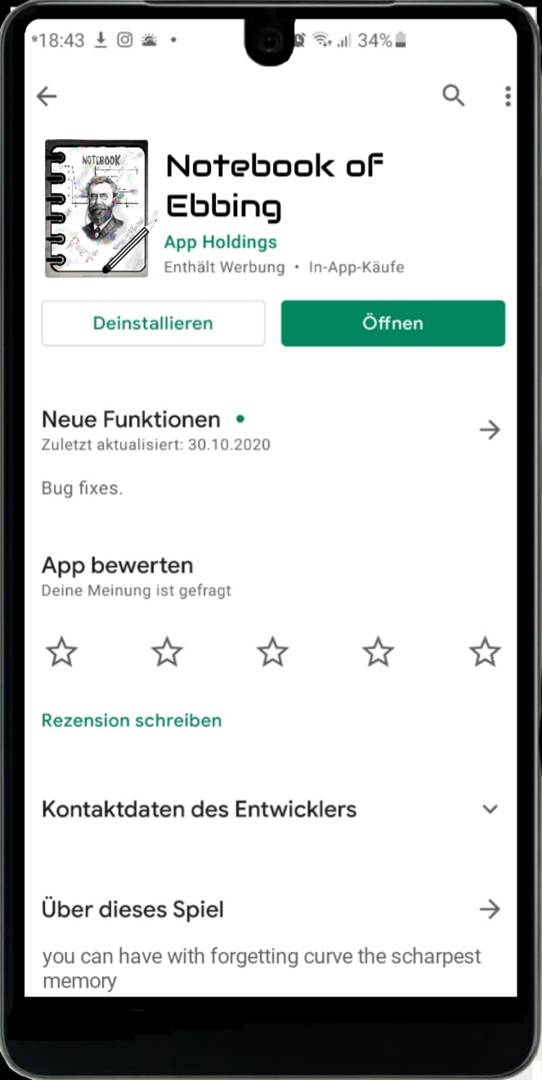 18:43
34%
NOTEBOOK
Notebook of
Ebbing
App Holdings
Enthält Werbung • In-App-Käufe
Deinstallieren
Öffnen
Neue Funktionen •
Zuletzt aktualisiert: 30.10.2020
Bug fixes.
App bewerten
Deine Meinung ist gefragt
Rezension schreiben
Kontaktdaten des Entwicklers
Über dieses Spiel
you can have with forgetting curve the scharpest
memory